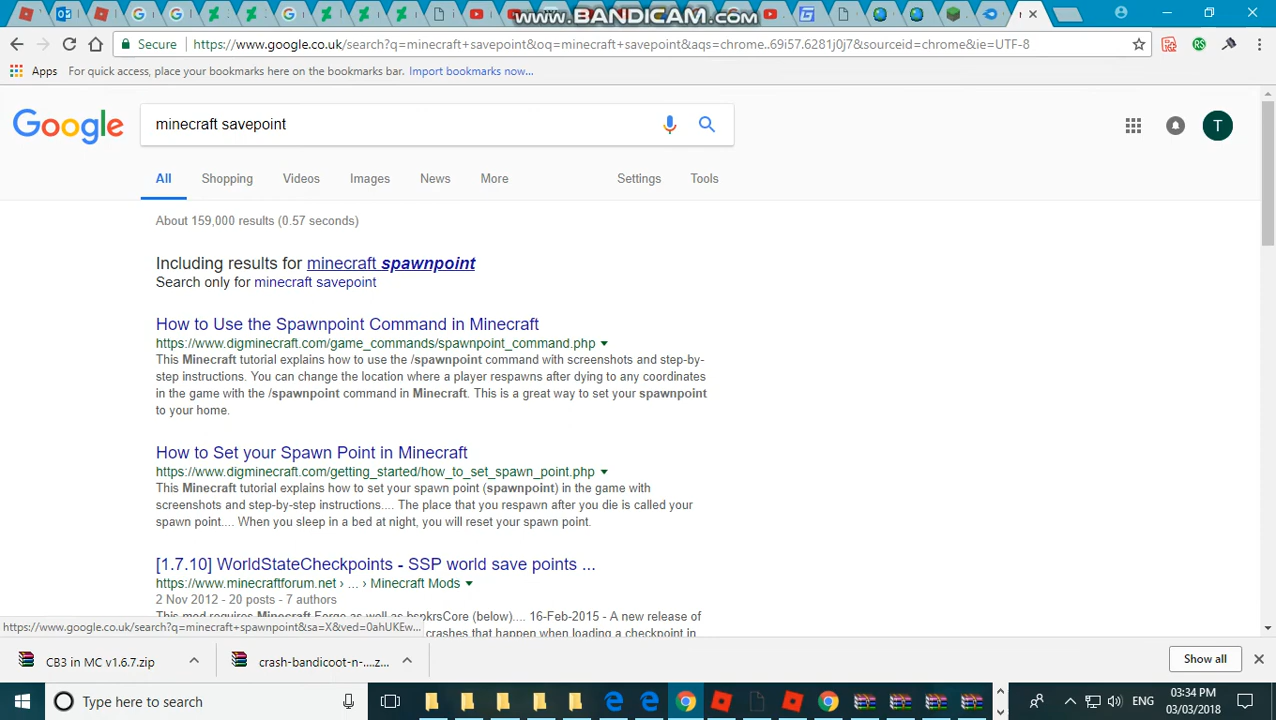 www.BANDICAM.com
Secure https://www.google.co.uk/search?q=minecraft+savepoint&oq=minecraft+savepoint&aqs=chrome..69i57.6281j0j7&sourceid=chrome&ie=UTF-8
Apps For quick access, place your bookmarks here on the bookmarks bar. Import bookmarks now...
Google minecraft savepoint T
All Shopping Videos Images News More Settings Tools
About 159,000 results (0.57 seconds)
Including results for minecraft spawnpoint
Search only for minecraft savepoint
How to Use the Spawnpoint Command in Minecraft
https://www.digminecraft.com/game_commands/spawnpoint_command.php
This Minecraft tutorial explains how to use the /spawnpoint command with screenshots and step-by-
step instructions. You can change the location where a player respawns after dying to any coordinates
in the game with the /spawnpoint command in Minecraft. This is a great way to set your spawnpoint
to your home.
How to Set your Spawn Point in Minecraft
https://www.digminecraft.com/getting_started/how_to_set_spawn_point.php
This Minecraft tutorial explains how to set your spawn point (spawnpoint) in the game with
screenshots and step-by-step instructions.... The place that you respawn after you die is called your
spawn point.... When you sleep in a bed at night, you will reset your spawn point.
[1.7.10] WorldStateCheckpoints - SSP world save points ...
https://www.minecraftforum.net › ... › Minecraft Mods
2 Nov 2012 - 20 posts - 7 authors
This mod requires Minecraft Forge as well as bspkrsCore (below).... 16-Feb-2015 - A new release of
https://www.google.co.uk/search?q=minecraft+spawnpoint&sa=X&ved=0ahUKEw... crashes that happen when loading a checkpoint in
CB3 in MC v1.6.7.zip crash-bandicoot-n-....z... Show all
Type here to search ENG 03:34 PM
03/03/2018